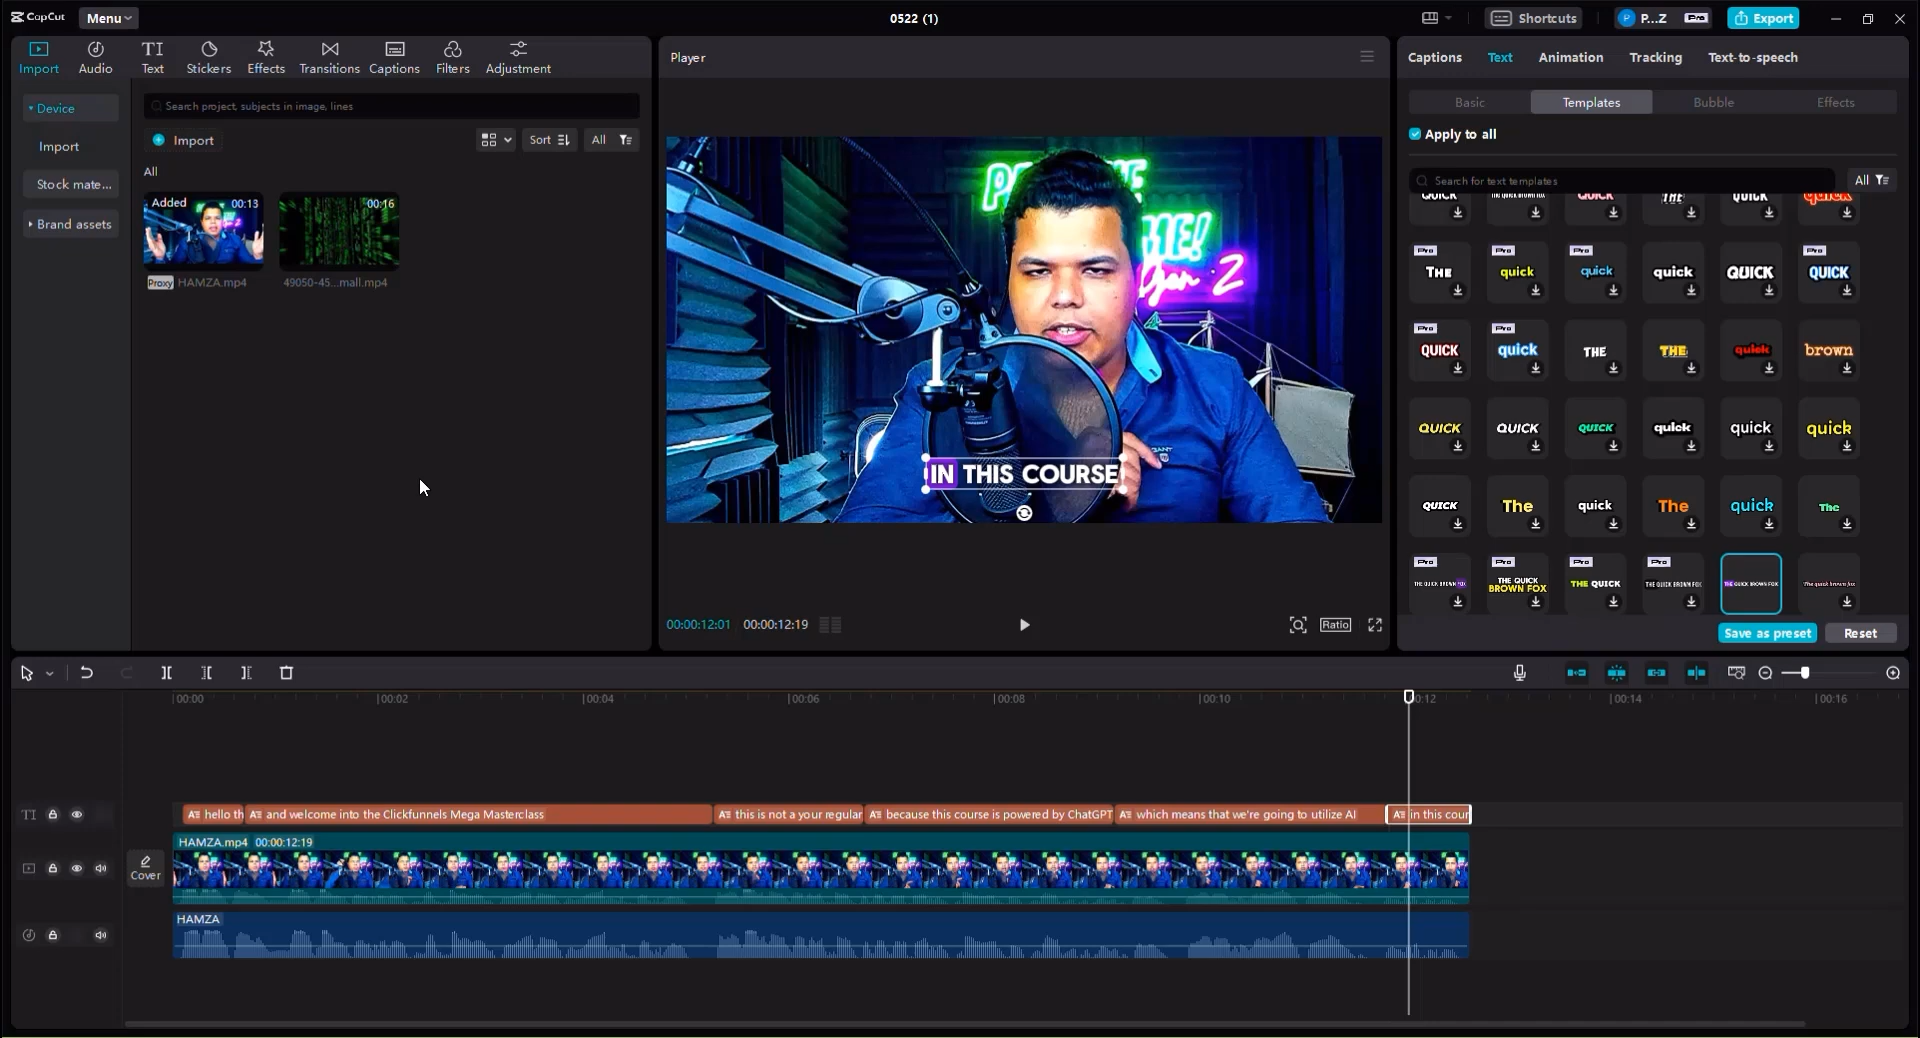 CapCut
Menu
0522 (1)
Shortcuts
P...Z
Pro
Export
Import
Audio
Text
Stickers
Effects
Transitions
Captions
Filters
Adjustment
Device
Import
Stock mate...
Brand assets
Search project, subjects in image, lines
Import
Sort
All
All
Added
00:13
00:16
Proxy
HAMZA.mp4
49050-45...mall.mp4
Player
IN THIS COURSE
00:00:12:01
00:00:12:19
Ratio
Captions
Text
Animation
Tracking
Text-to-speech
Basic
Templates
Bubble
Effects
Apply to all
Search for text templates
All
QUICK
THE QUICK BROWN FOX
QUICK
THE
QUICK
quick
Pro
THE
Pro
quick
Pro
quick
quick
QUICK
Pro
QUICK
Pro
QUICK
Pro
quick
THE
THE
quick
brown
QUICK
QUICK
QUICK
quick
quick
quick
QUICK
The
quick
The
quick
The
Pro
THE QUICK BROWN FOX
Pro
THE QUICK
BROWN FOX
Pro
THE QUICK
Pro
THE QUICK BROWN FOX
THE QUICK BROWN FOX
The quick brown fox
Save as preset
Reset
00:00
00:02
00:04
00:06
00:08
00:10
00:12
00:14
00:16
hello th
and welcome into the Clickfunnels Mega Masterclass
this is not a your regular
because this course is powered by ChatGPT
which means that we're going to utilize AI
in this cour
HAMZA.mp4 00:00:12:19
Cover
HAMZA